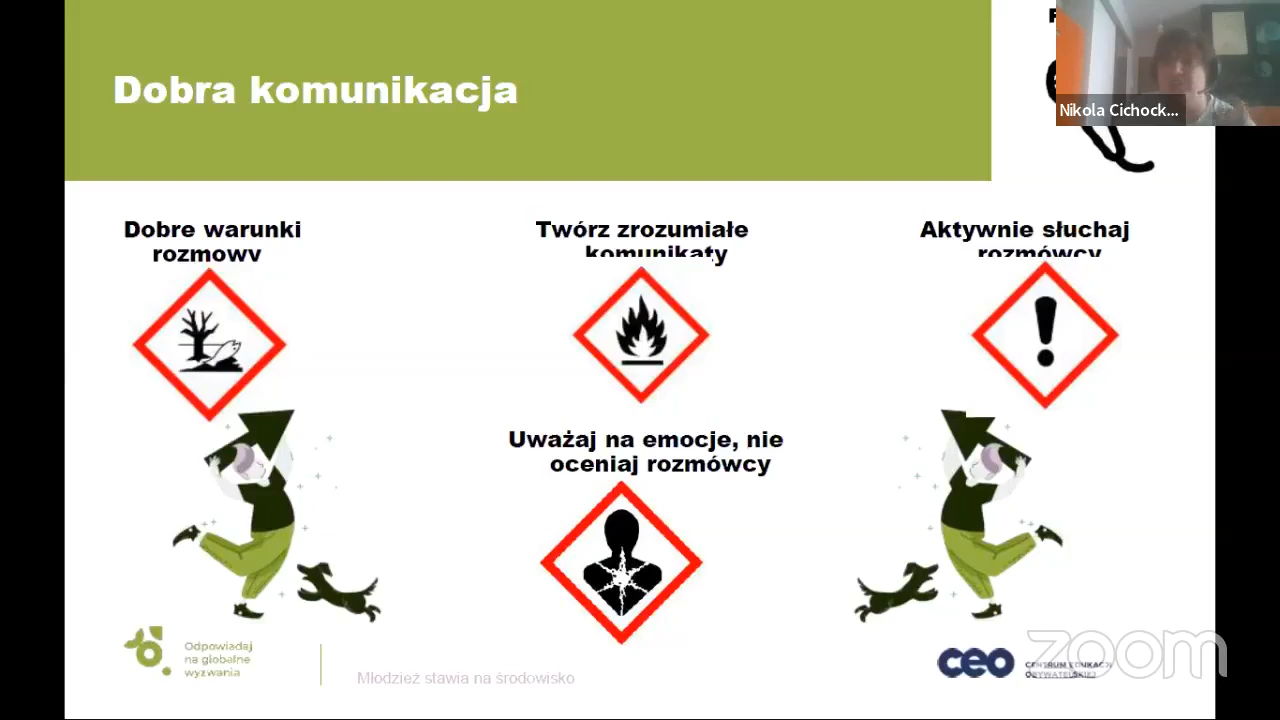 Dobra komunikacja
Nikola Cichock...
Dobre warunki
rozmowy
Twórz zrozumiałe
komunikaty
Aktywnie słuchaj
rozmówcy
Uważaj na emocje, nie
oceniaj rozmówcy
Odpowiadaj
na globalne
wyzwania
Młodzież stawia na środowisko
ceo
CENTRUM EDUKACJI
OBYWATELSKIEJ
zoom